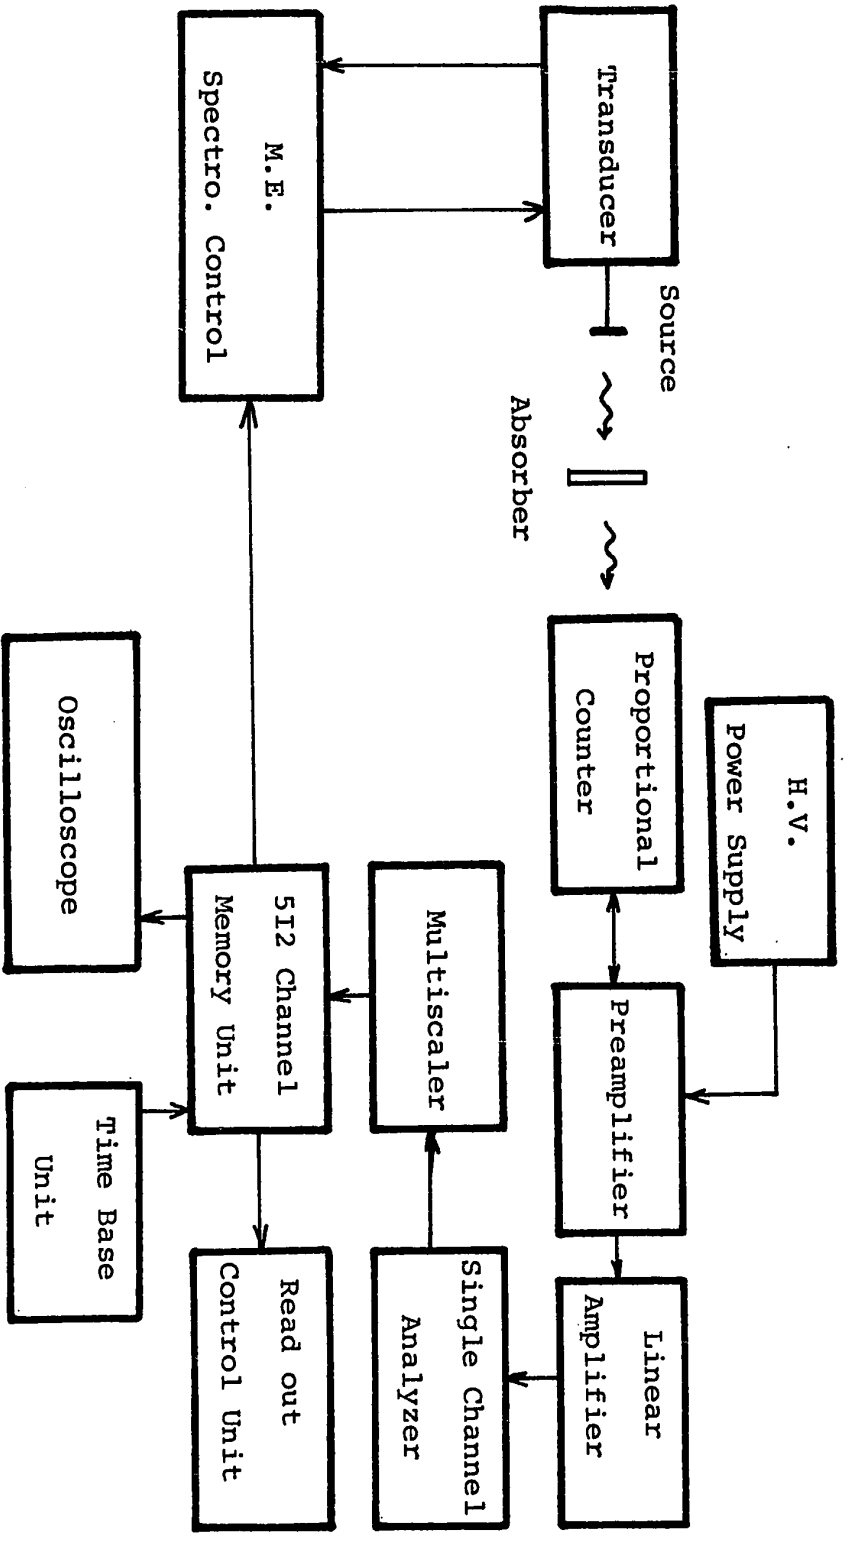 H.V.
Power Supply
Transducer
Source
Absorber
Proportional
Counter
Preamplifier
Linear
Amplifier
Multiscaler
Single Channel
Analyzer
M.E.
Spectro. Control
5I2 Channel
Memory Unit
Read out
Control Unit
Oscilloscope
Time Base
Unit